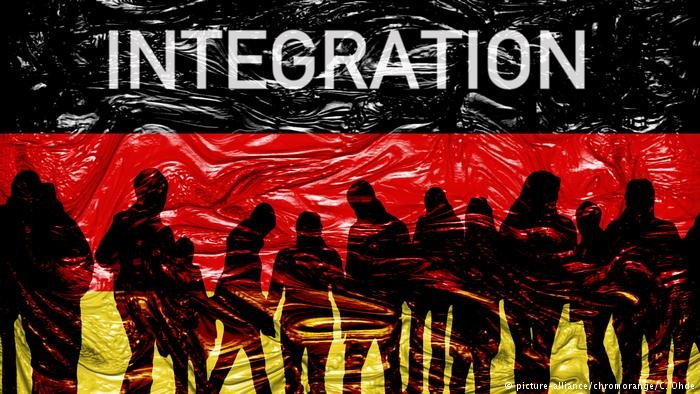 INTEGRATION
© picture-alliance/chromorange/C. Ohde